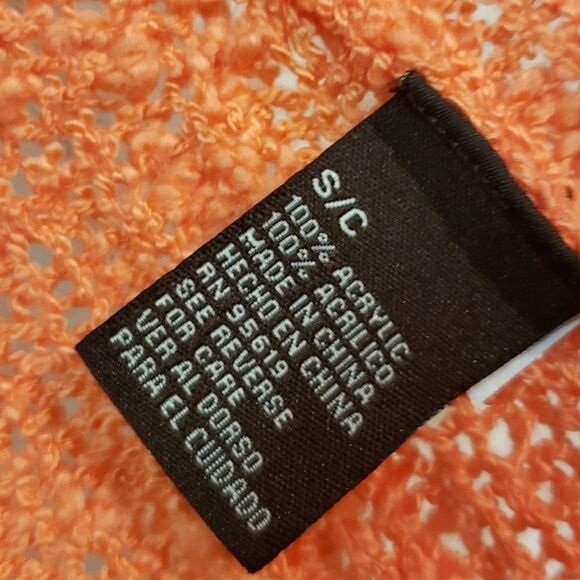 S/C
100% ACRYLIC
100% ACRILICO
MADE IN CHINA
HECHO EN CHINA
RN 95619
SEE REVERSE
FOR CARE
VER AL DORSO
PARA EL CUIDADO